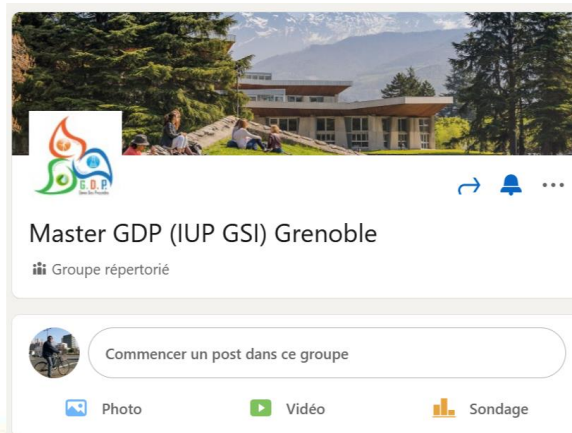 G.D.P.
Master GDP (IUP GSI) Grenoble
Groupe répertorié
Commencer un post dans ce groupe
Photo
Vidéo
Sondage